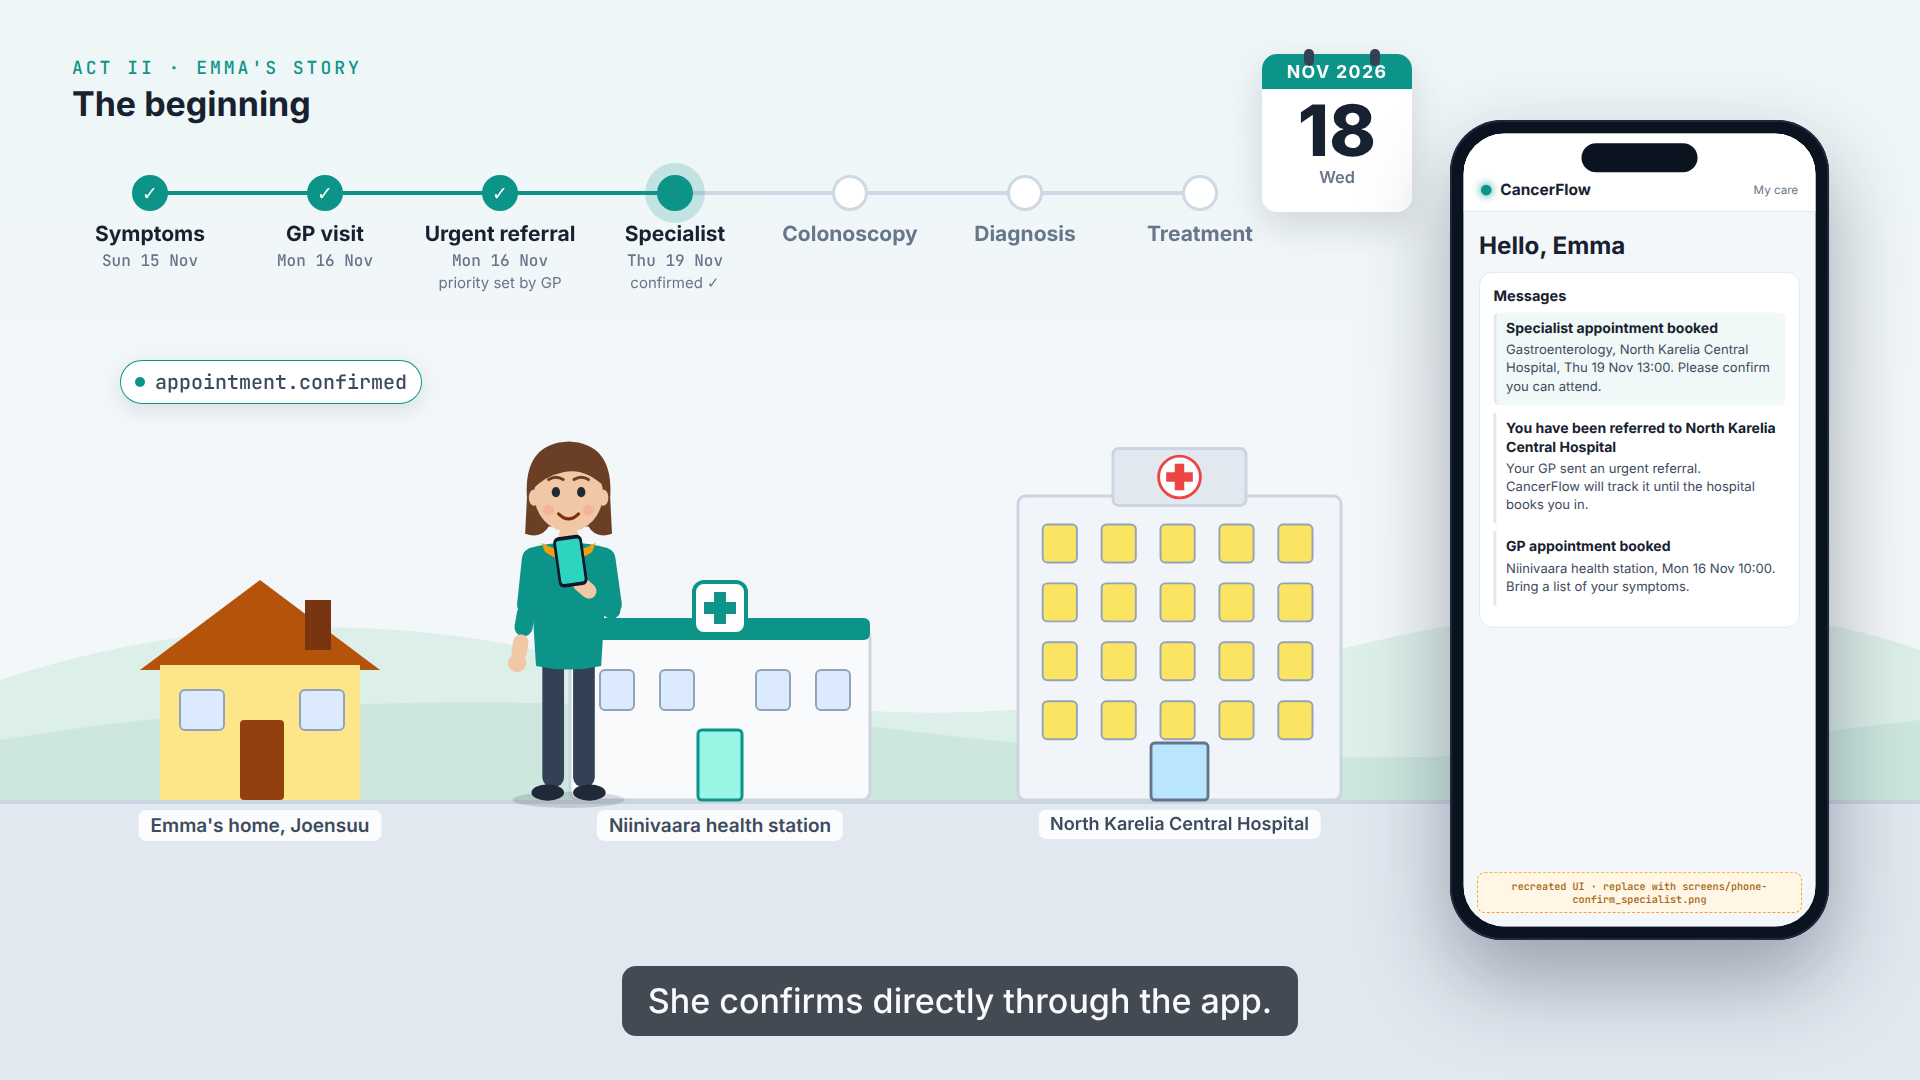 ACT II · EMMA'S STORY
The beginning
NOV 2026
18
Wed
✓
✓
✓
Symptoms
Sun 15 Nov
GP visit
Mon 16 Nov
Urgent referral
Mon 16 Nov
priority set by GP
Specialist
Thu 19 Nov
confirmed ✓
Colonoscopy
Diagnosis
Treatment
appointment.confirmed
Emma's home, Joensuu
Niinivaara health station
North Karelia Central Hospital
CancerFlow
My care
Hello, Emma
Messages
Specialist appointment booked
Gastroenterology, North Karelia Central
Hospital, Thu 19 Nov 13:00. Please confirm
you can attend.
You have been referred to North Karelia
Central Hospital
Your GP sent an urgent referral.
CancerFlow will track it until the hospital
books you in.
GP appointment booked
Niinivaara health station, Mon 16 Nov 10:00.
Bring a list of your symptoms.
recreated UI · replace with screens/phone-
confirm_specialist.png
She confirms directly through the app.